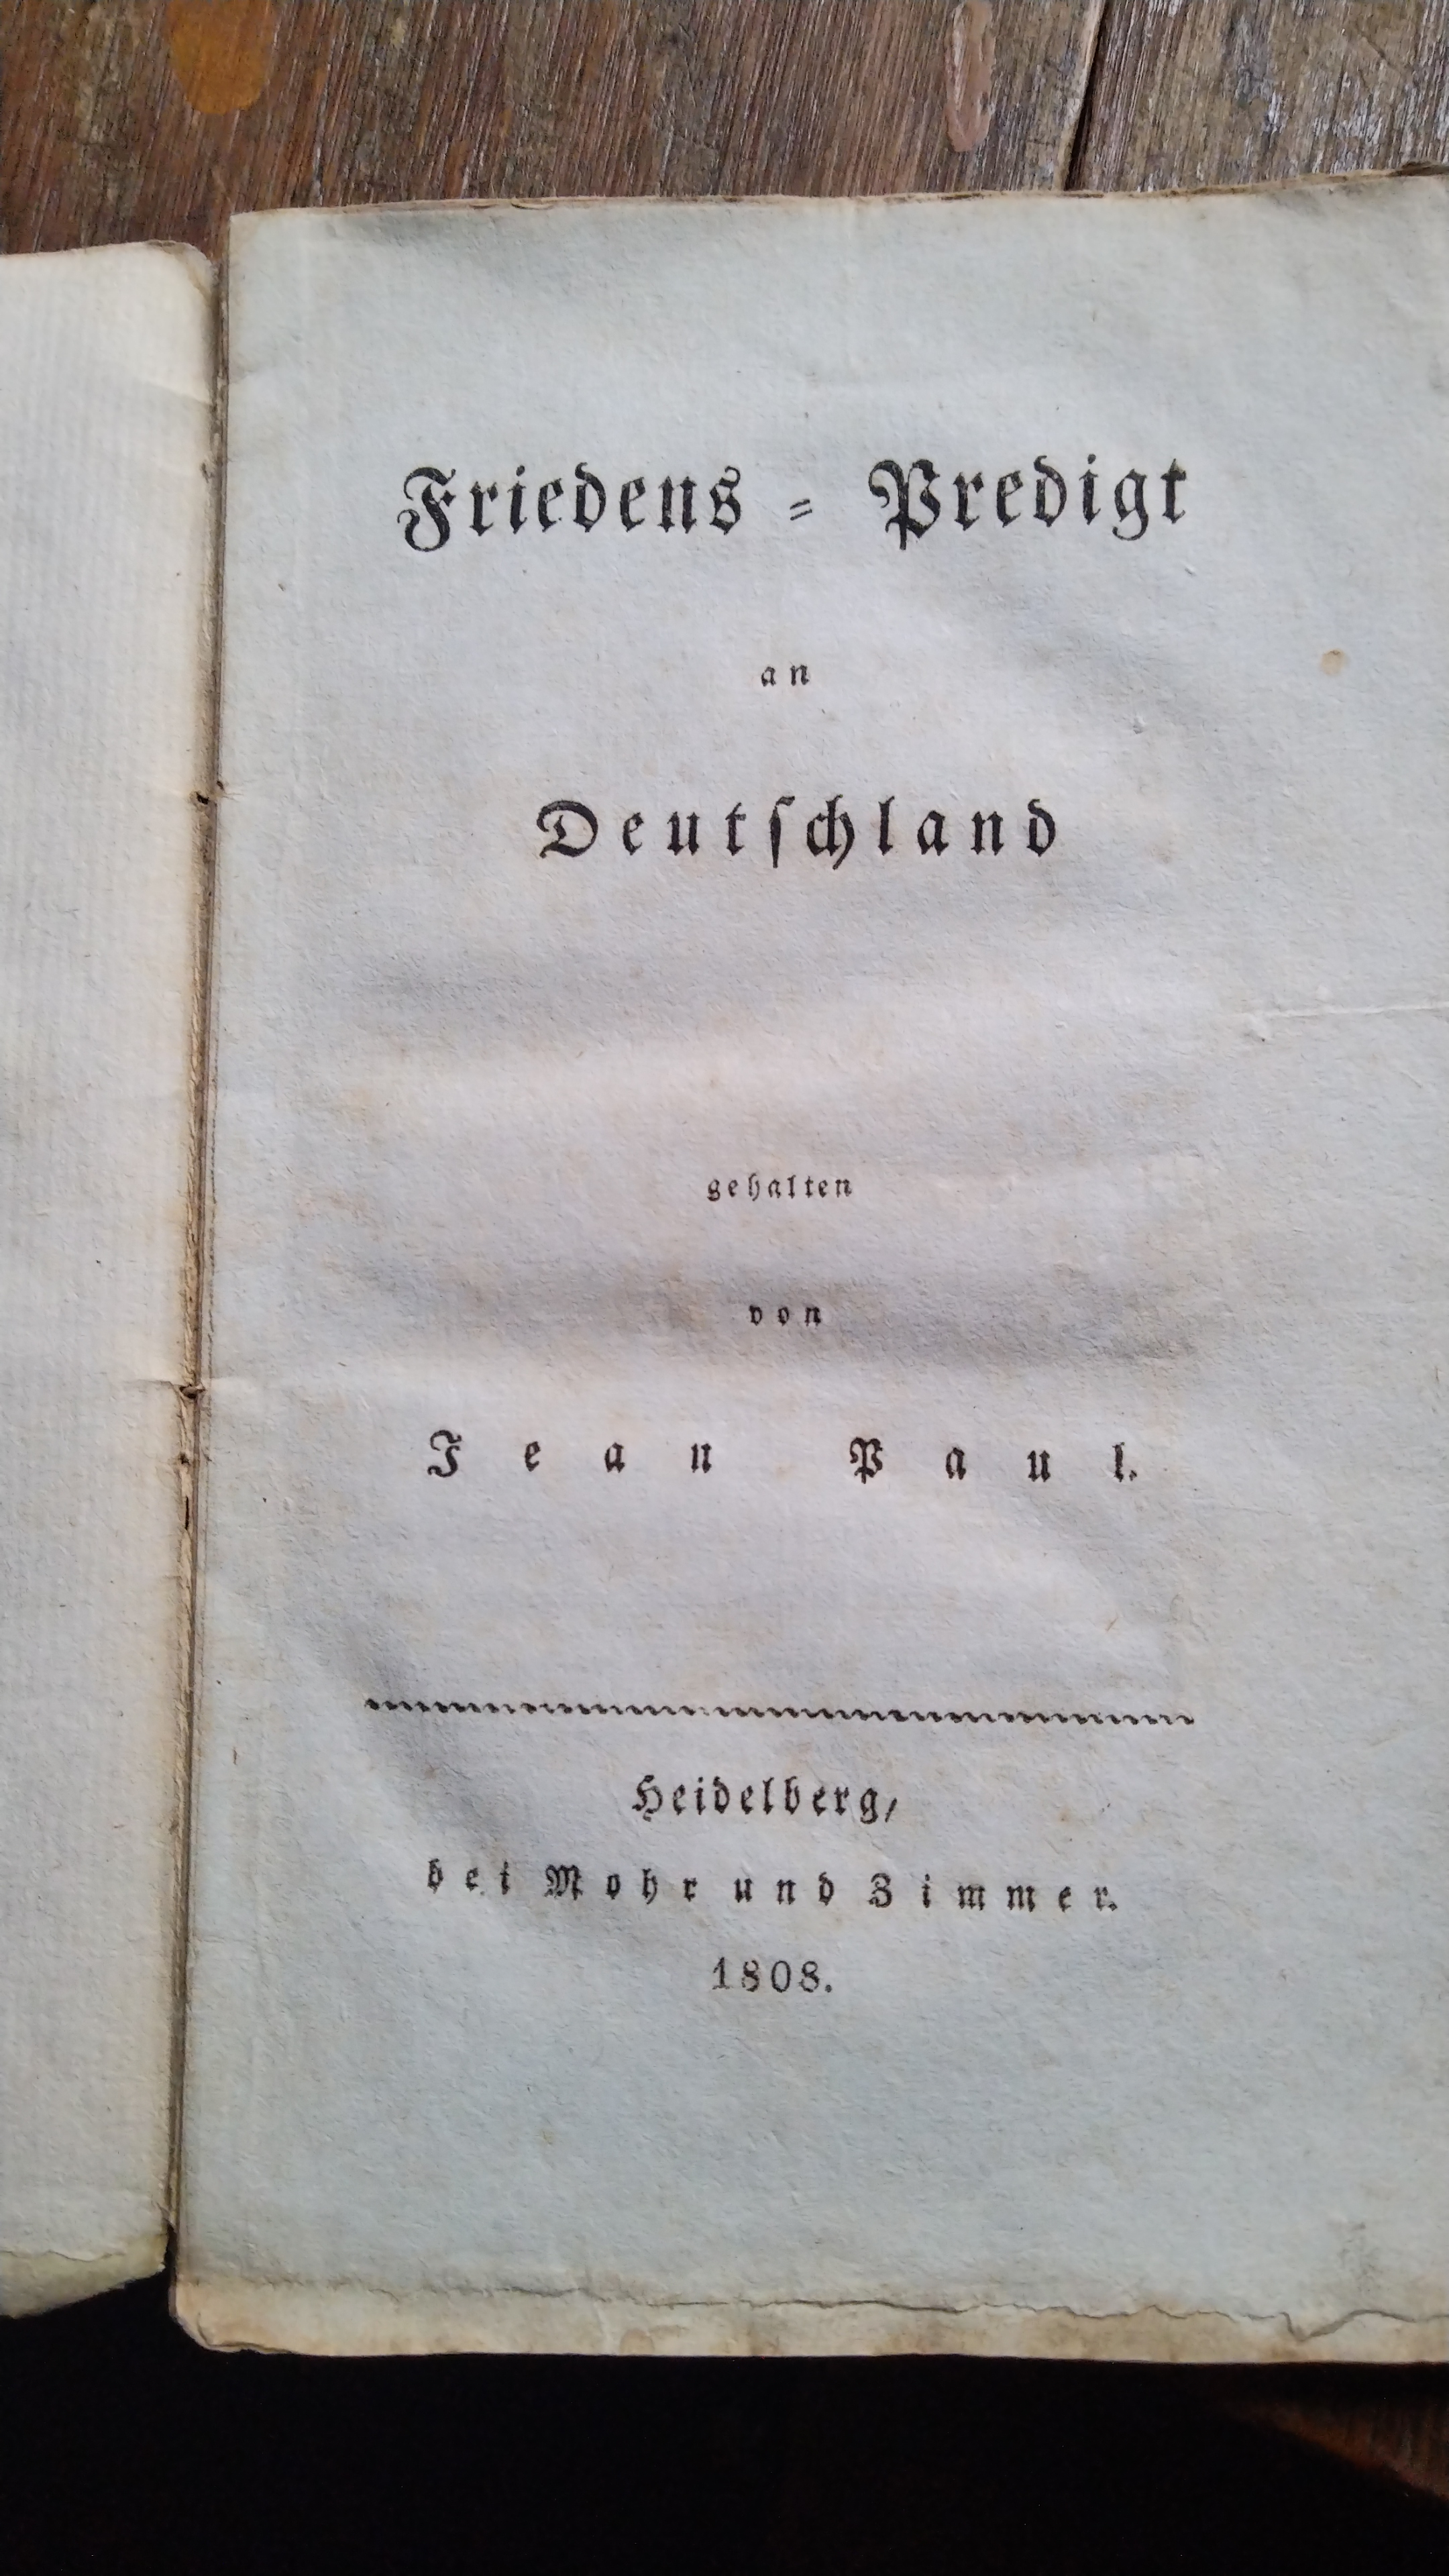 Friedens ⸗ Predigt
an
Deutſchland
gehalten
von
Jean Paul.
Heidelberg,
bei Mohr und Zimmer.
1808.